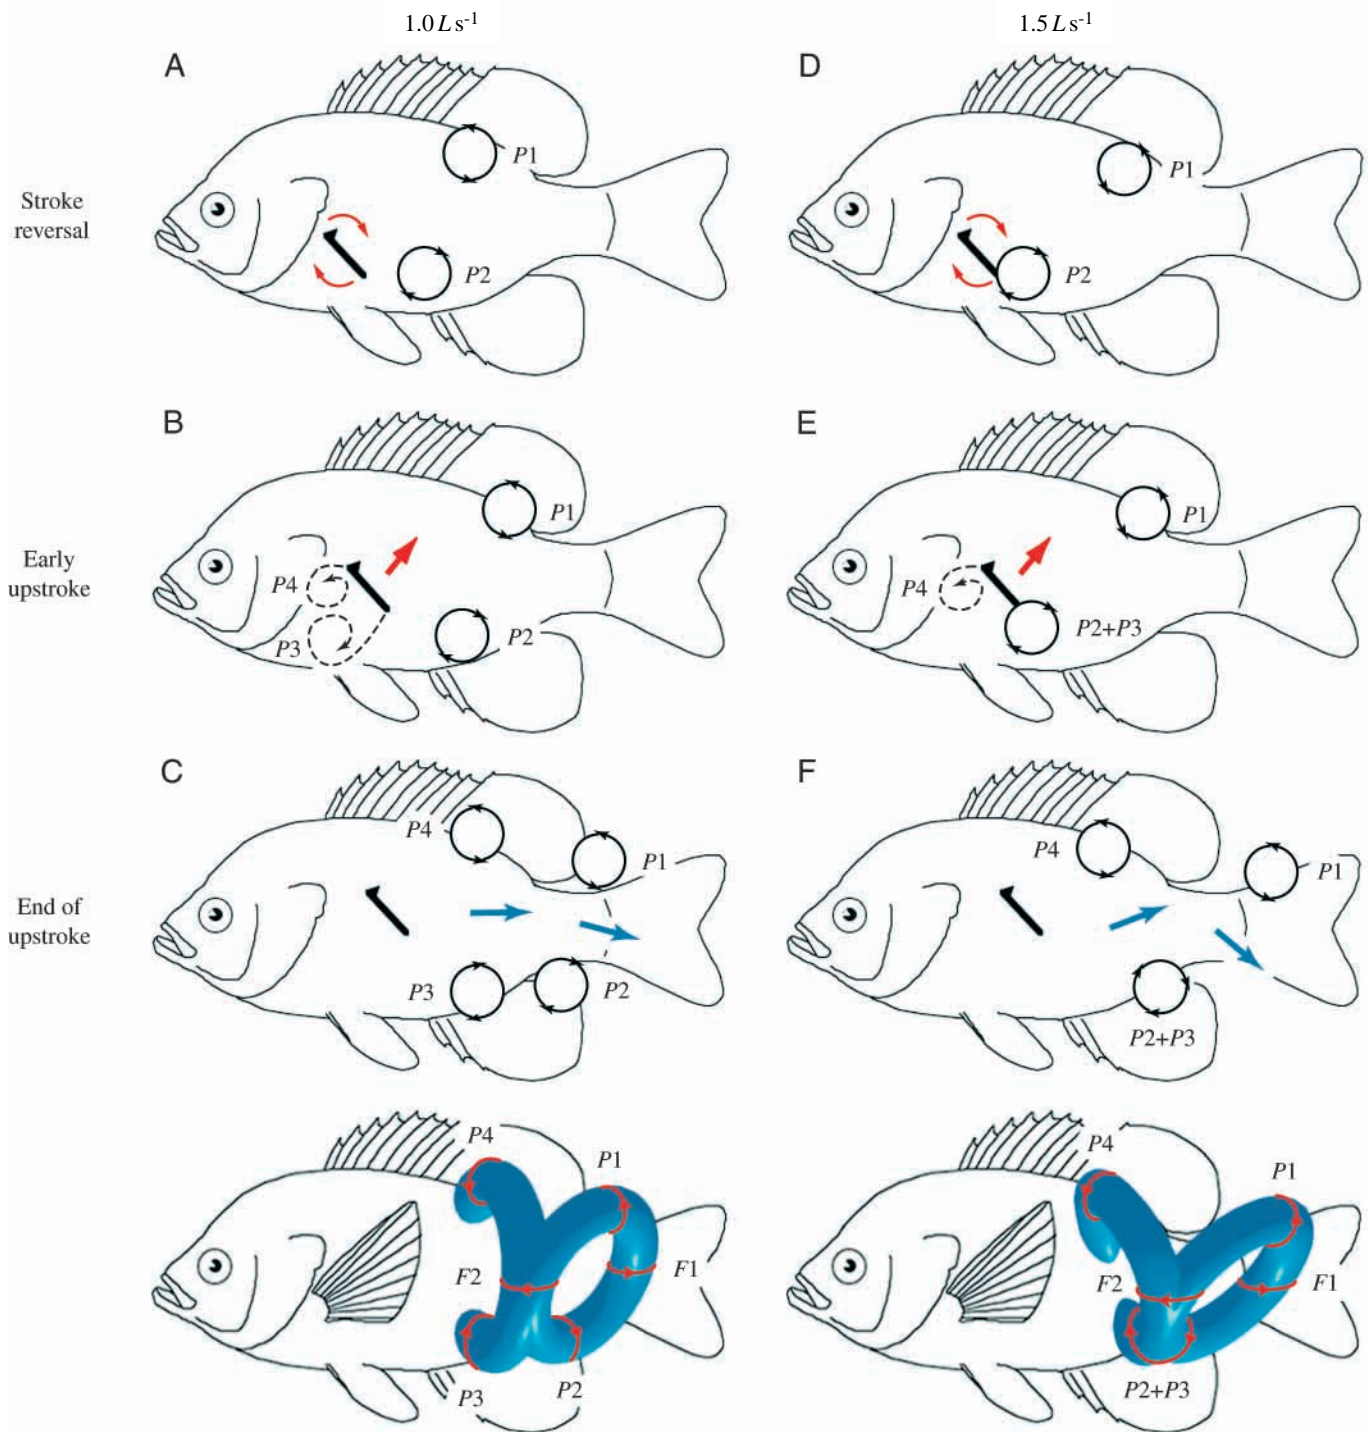 1.0 L s⁻¹ 1.5 L s⁻¹
A D
P1 P1
Stroke
reversal
P2 P2
B E
P1 P1
Early
upstroke
P4 P4
P3 P2 P2+P3
C F
P4 P1 P4 P1
End of
upstroke
P3 P2 P2+P3
P4 P1 P4 P1
F2 F1 F2 F1
P3 P2 P2+P3